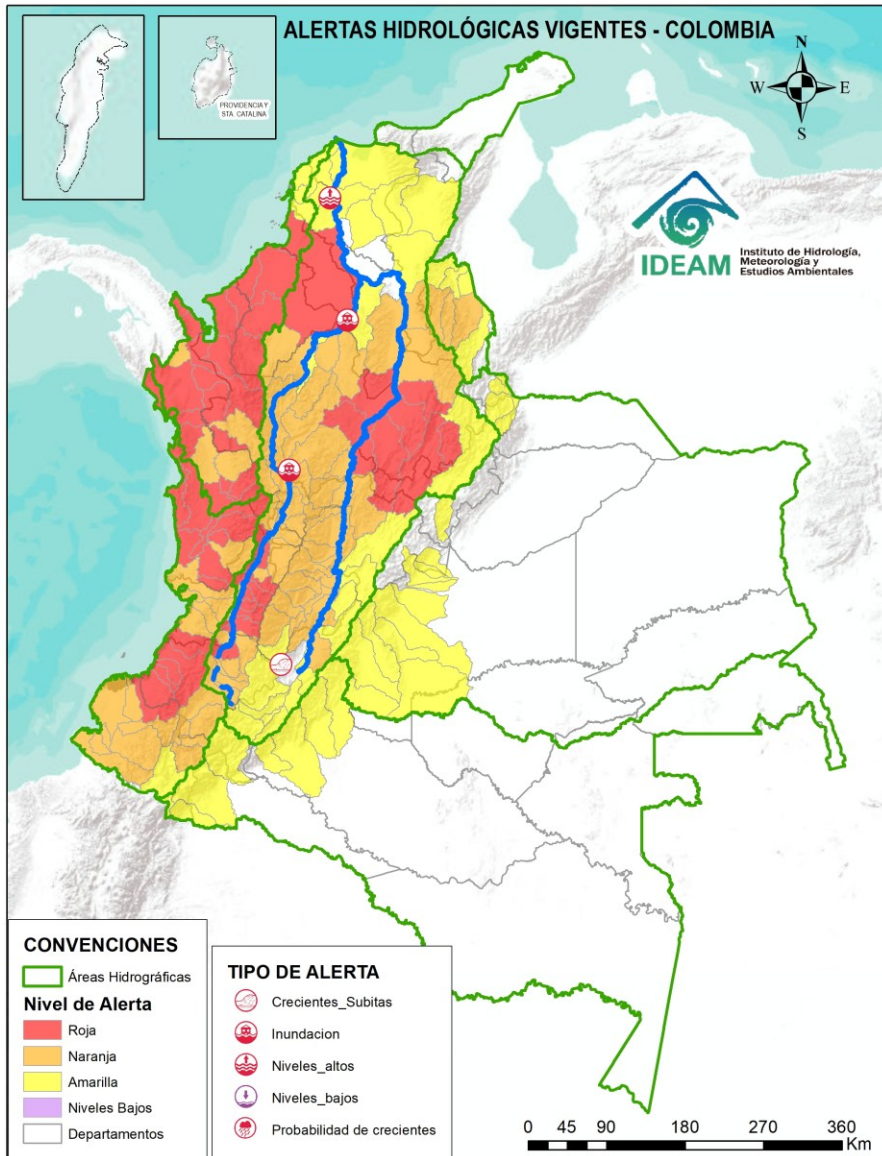 ALERTAS HIDROLÓGICAS VIGENTES - COLOMBIA
PROVIDENCIA Y
STA. CATALINA
N
W
E
S
IDEAM
Instituto de Hidrología,
Meteorología y
Estudios Ambientales
CONVENCIONES
Áreas Hidrográficas
Nivel de Alerta
Roja
Naranja
Amarilla
Niveles Bajos
Departamentos
TIPO DE ALERTA
Crecientes_Subitas
Inundacion
Niveles_altos
Niveles_bajos
Probabilidad de crecientes
0 45 90 180 270 360
Km